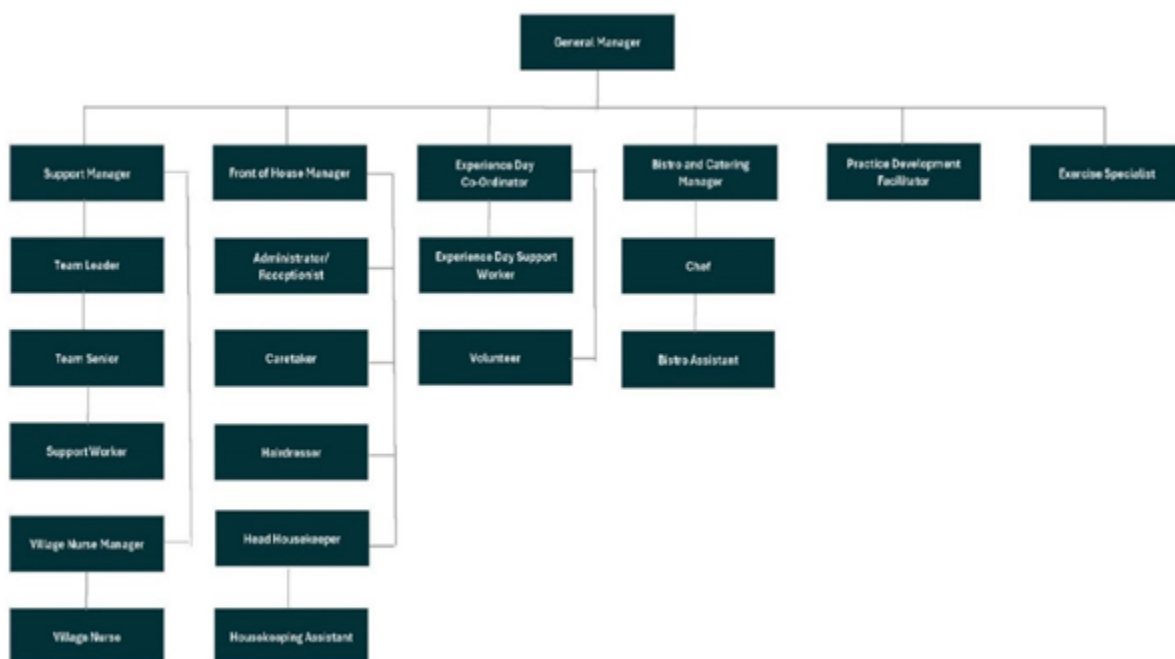 General Manager
Support Manager
Front of House Manager
Experience Day
Co-Ordinator
Bistro and Catering
Manager
Practice Development
Facilitator
Exercise Specialist
Team Leader
Administrator/
Receptionist
Experience Day Support
Worker
Chef
Team Senior
Caretaker
Volunteer
Bistro Assistant
Support Worker
Hairdresser
Village Nurse Manager
Head Housekeeper
Village Nurse
Housekeeping Assistant